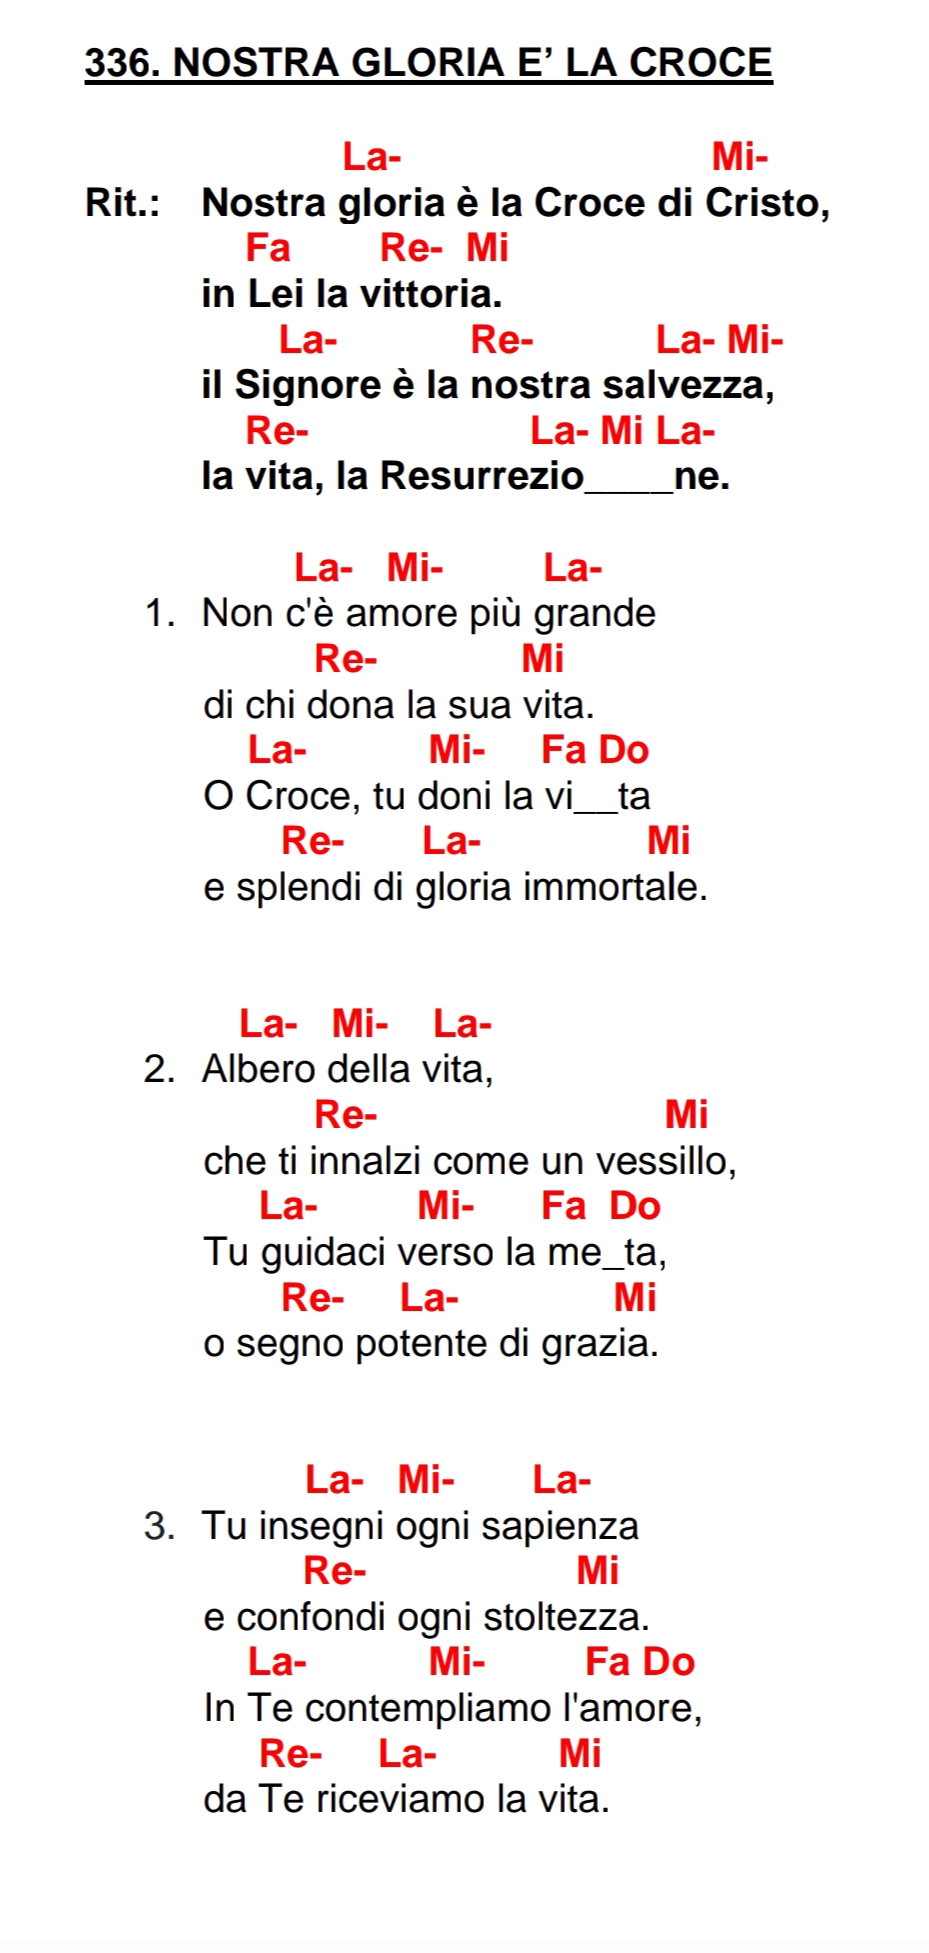 336. NOSTRA GLORIA E’ LA CROCE
La- Mi-
Rit.: Nostra gloria è la Croce di Cristo,
Fa Re- Mi
in Lei la vittoria.
La- Re- La- Mi-
il Signore è la nostra salvezza,
Re- La- Mi La-
la vita, la Resurrezio____ne.
La- Mi- La-
1. Non c'è amore più grande
Re- Mi
di chi dona la sua vita.
La- Mi- Fa Do
O Croce, tu doni la vi__ta
Re- La- Mi
e splendi di gloria immortale.
La- Mi- La-
2. Albero della vita,
Re- Mi
che ti innalzi come un vessillo,
La- Mi- Fa Do
Tu guidaci verso la me_ta,
Re- La- Mi
o segno potente di grazia.
La- Mi- La-
3. Tu insegni ogni sapienza
Re- Mi
e confondi ogni stoltezza.
La- Mi- Fa Do
In Te contempliamo l'amore,
Re- La- Mi
da Te riceviamo la vita.